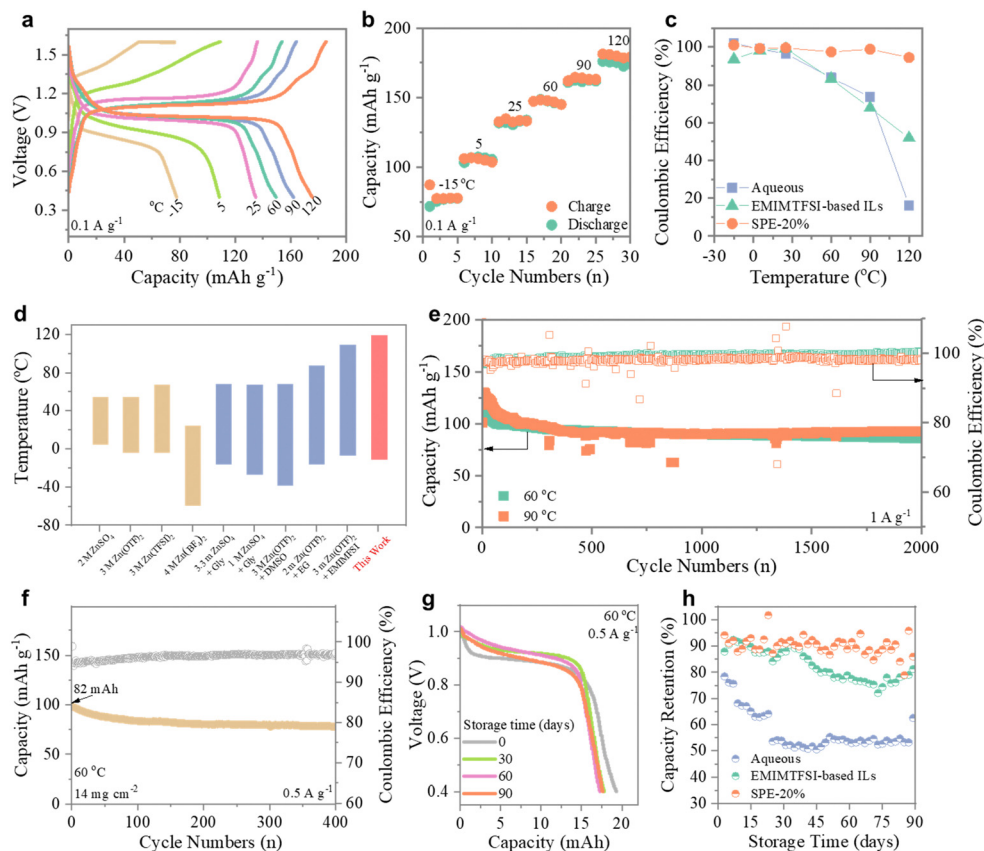 a
Voltage (V)
1.5
1.2
0.9
0.6
0.3
0.1 A g⁻¹
°C
-15
5
25
60
90
120
0 40 80 120 160 200
Capacity (mAh g⁻¹)
b
Capacity (mAh g⁻¹)
200
150
100
50
-15 °C
5
25
60
90
120
Charge
Discharge
0.1 A g⁻¹
0 5 10 15 20 25 30
Cycle Numbers (n)
c
Coulombic Efficiency (%)
100
80
60
40
20
0
Aqueous
EMIMTFSI-based ILs
SPE-20%
-30 0 30 60 90 120
Temperature (°C)
d
Temperature (°C)
120
80
40
0
-40
-80
2 M ZnSO₄
3 M Zn(OTF)₂
3 M Zn(TFSI)₂
4 M Zn(BF₄)₂
3.3 m ZnSO₄
+ Gly
1 M ZnSO₄
+ Gly
3 M Zn(OTF)₂
+ DMSO
2 m Zn(OTF)₂
+ EG
3 m Zn(OTF)₂
+ EMIMFSI
This Work
e
Capacity (mAh g⁻¹)
200
175
150
125
100
75
50
25
0
Coulombic Efficiency (%)
100
90
80
70
60
60 °C
90 °C
1 A g⁻¹
0 500 1000 1500 2000
Cycle Numbers (n)
f
Capacity (mAh g⁻¹)
200
150
100
50
0
Coulombic Efficiency (%)
100
90
80
70
60
82 mAh
60 °C
14 mg cm⁻²
0.5 A g⁻¹
0 100 200 300 400
Cycle Numbers (n)
g
Voltage (V)
1.0
0.8
0.6
0.4
60 °C
0.5 A g⁻¹
Storage time (days)
0
30
60
90
0 5 10 15 20
Capacity (mAh)
h
Capacity Retention (%)
100
90
80
70
60
50
40
30
Aqueous
EMIMTFSI-based ILs
SPE-20%
0 15 30 45 60 75 90
Storage Time (days)